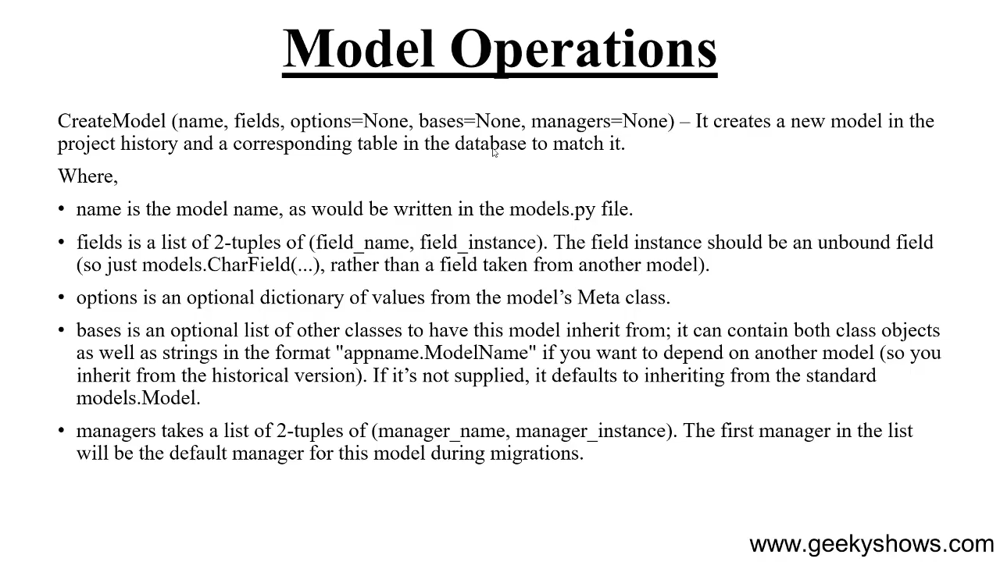 Model Operations
CreateModel (name, fields, options=None, bases=None, managers=None) – It creates a new model in the
project history and a corresponding table in the database to match it.
Where,
• name is the model name, as would be written in the models.py file.
• fields is a list of 2-tuples of (field_name, field_instance). The field instance should be an unbound field
(so just models.CharField(...), rather than a field taken from another model).
• options is an optional dictionary of values from the model’s Meta class.
• bases is an optional list of other classes to have this model inherit from; it can contain both class objects
as well as strings in the format "appname.ModelName" if you want to depend on another model (so you
inherit from the historical version). If it’s not supplied, it defaults to inheriting from the standard
models.Model.
• managers takes a list of 2-tuples of (manager_name, manager_instance). The first manager in the list
will be the default manager for this model during migrations.
www.geekyshows.com